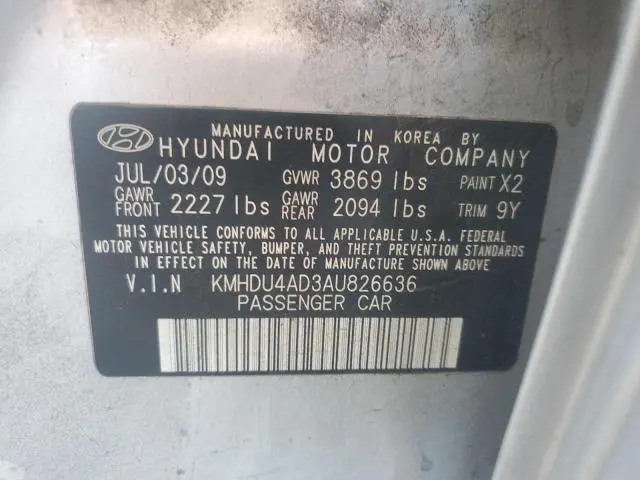 MANUFACTURED IN KOREA BY
HYUNDAI MOTOR COMPANY
JUL/03/09 GVWR 3869 lbs PAINT X2
GAWR FRONT 2227 lbs GAWR REAR 2094 lbs TRIM 9Y
THIS VEHICLE CONFORMS TO ALL APPLICABLE U.S.A. FEDERAL
MOTOR VEHICLE SAFETY, BUMPER, AND THEFT PREVENTION STANDARDS
IN EFFECT ON THE DATE OF MANUFACTURE SHOWN ABOVE
V.I.N KMHDU4AD3AU826636
PASSENGER CAR